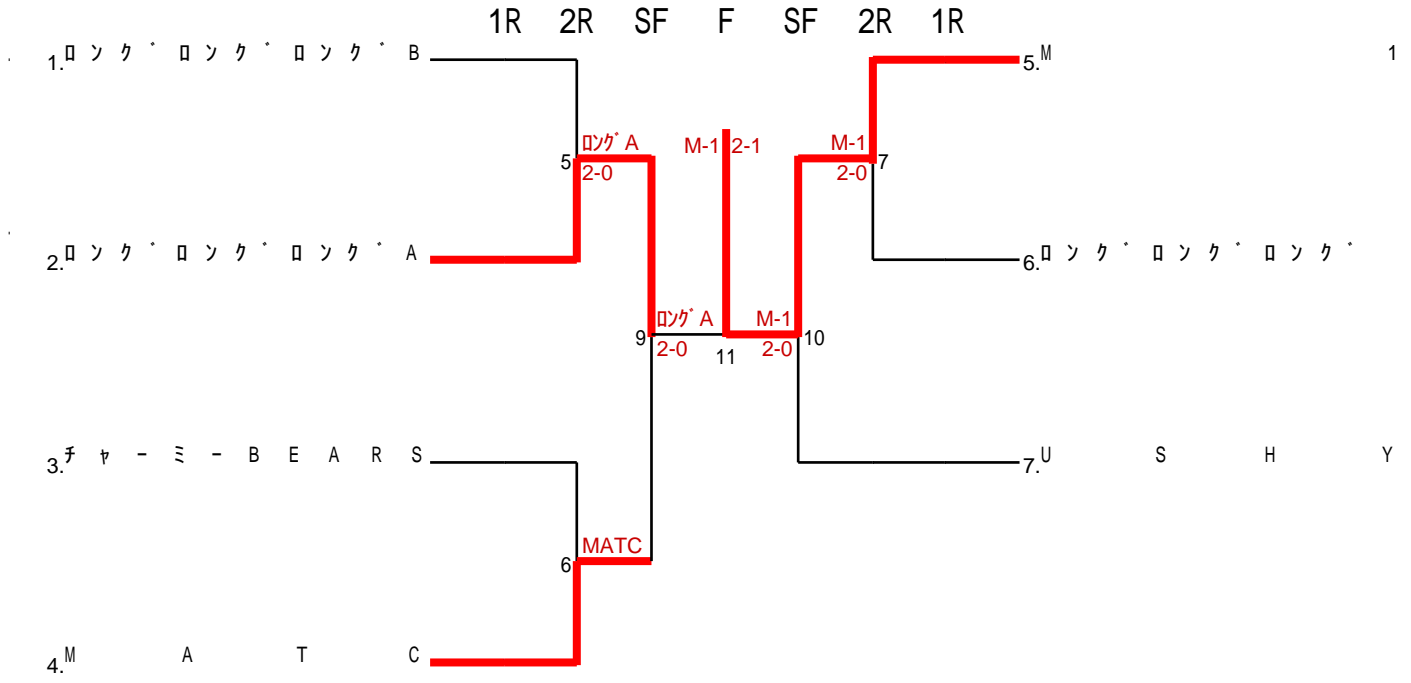 1R 2R SF F SF 2R 1R
1.ロング゛ロング゛ロング゛B
5.M 1
ロング゛A
M-1 2-1
M-1
5
2-0
2-0
7
2.ロング゛ロング゛ロング゛A
6.ロング゛ロング゛ロング゛
ロング゛A
M-1
9
2-0
11
2-0
10
3.チャーミーBEARS
7.USHY
MATC
6
4.MATC